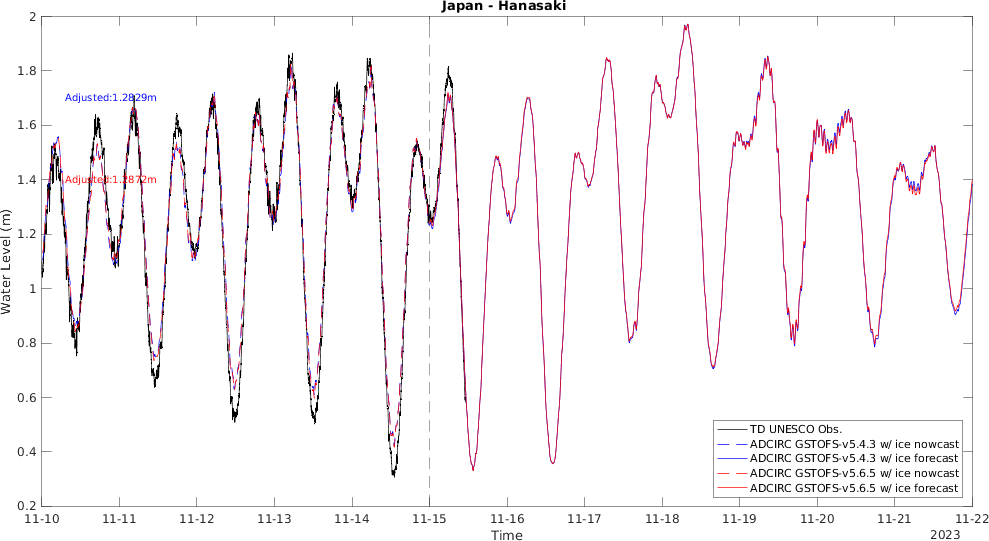 Japan - Hanasaki
Water Level (m)
2
1.8
1.6
1.4
1.2
1
0.8
0.6
0.4
0.2
Adjusted:1.2829m
Adjusted:1.2872m
TD UNESCO Obs.
ADCIRC GSTOFS-v5.4.3 w/ ice nowcast
ADCIRC GSTOFS-v5.4.3 w/ ice forecast
ADCIRC GSTOFS-v5.6.5 w/ ice nowcast
ADCIRC GSTOFS-v5.6.5 w/ ice forecast
11-10 11-11 11-12 11-13 11-14 11-15 11-16 11-17 11-18 11-19 11-20 11-21 11-22
Time
2023